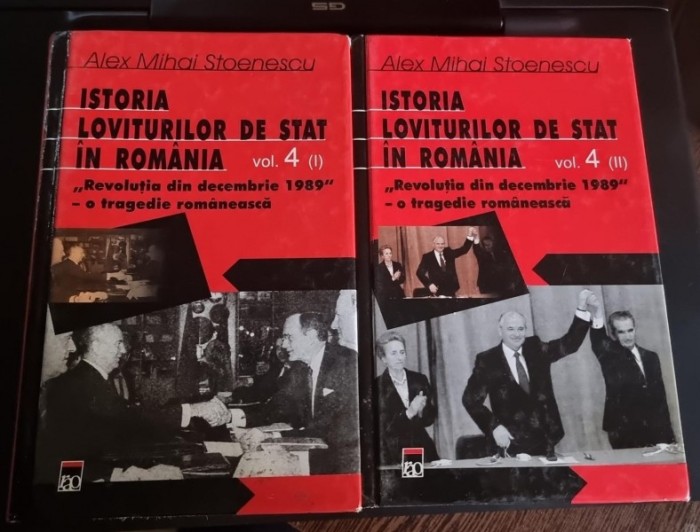 Alex Mihai Stoenescu
ISTORIA
LOVITURILOR DE STAT
ÎN ROMÂNIA vol. 4 (I)
„Revoluția din decembrie 1989”
– o tragedie românească
rao
Alex Mihai Stoenescu
ISTORIA
LOVITURILOR DE STAT
ÎN ROMÂNIA vol. 4 (II)
„Revoluția din decembrie 1989”
– o tragedie românească
rao